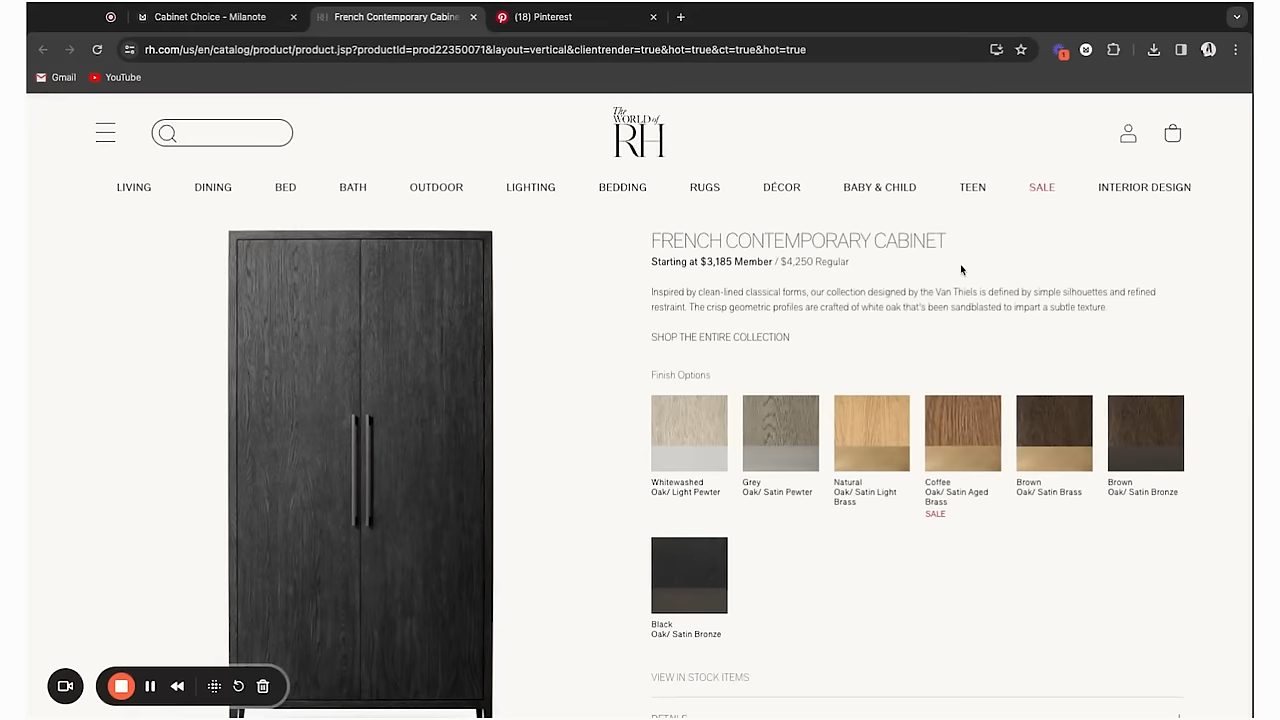 Cabinet Choice - Milanote
French Contemporary Cabine
(18) Pinterest
rh.com/us/en/catalog/product/product.jsp?productId=prod22350071&layout=vertical&clientrender=true&hot=true&ct=true&hot=true
1
Gmail
YouTube
The
WORLD of
RH
LIVING
DINING
BED
BATH
OUTDOOR
LIGHTING
BEDDING
RUGS
DÉCOR
BABY & CHILD
TEEN
SALE
INTERIOR DESIGN
FRENCH CONTEMPORARY CABINET
Starting at $3,185 Member / $4,250 Regular
Inspired by clean-lined classical forms, our collection designed by the Van Thiels is defined by simple silhouettes and refined
restraint. The crisp geometric profiles are crafted of white oak that's been sandblasted to impart a subtle texture.
SHOP THE ENTIRE COLLECTION
Finish Options
Whitewashed
Oak/ Light Pewter
Grey
Oak/ Satin Pewter
Natural
Oak/ Satin Light
Brass
Coffee
Oak/ Satin Aged
Brass
SALE
Brown
Oak/ Satin Brass
Brown
Oak/ Satin Bronze
Black
Oak/ Satin Bronze
VIEW IN STOCK ITEMS
DETAILS